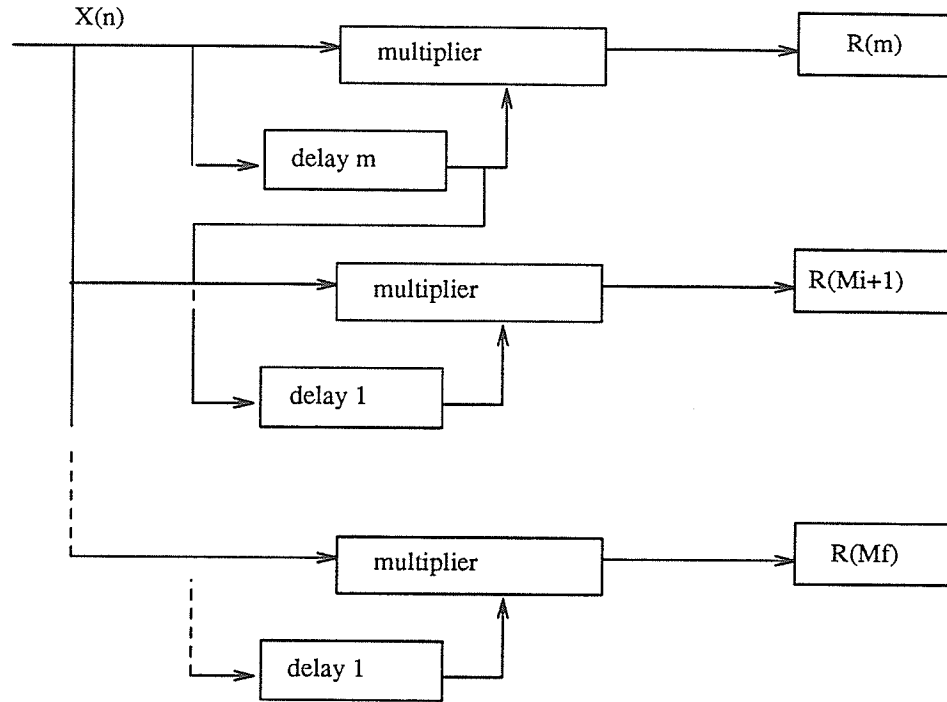 X(n)
multiplier
R(m)
delay m
multiplier
R(Mi+1)
delay 1
multiplier
R(Mf)
delay 1